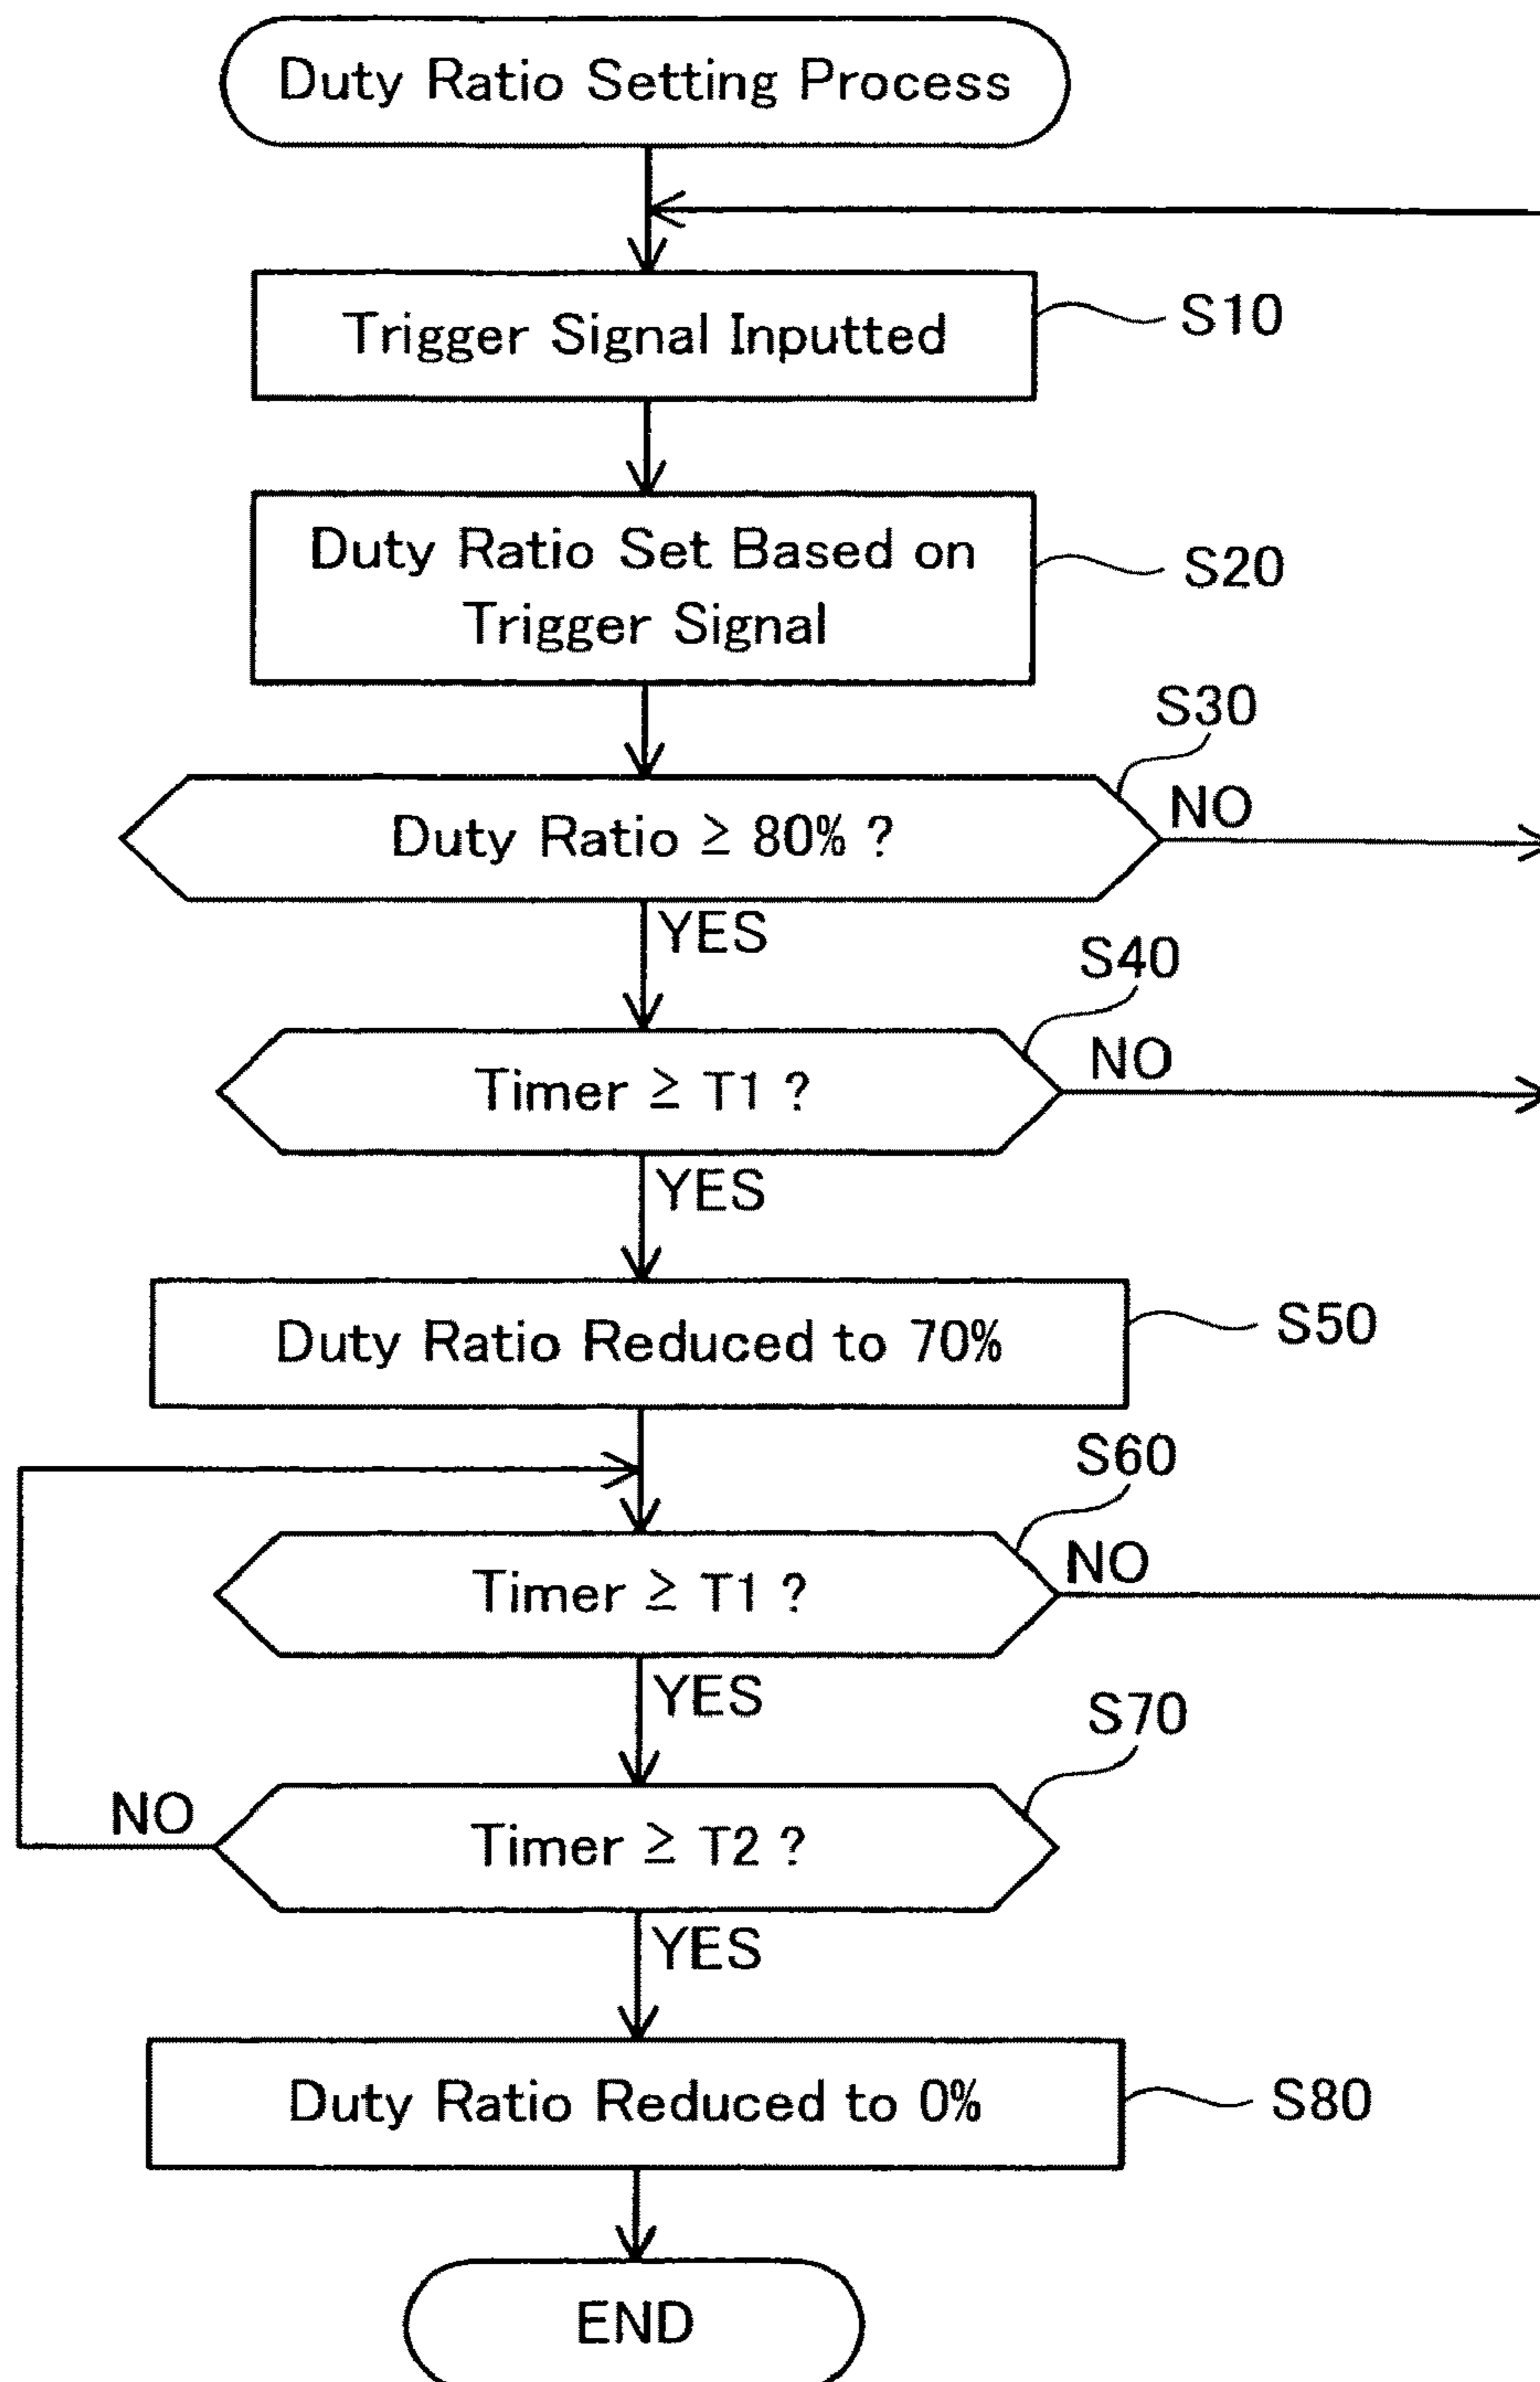 Duty Ratio Setting Process
Trigger Signal Inputted
S10
Duty Ratio Set Based on
Trigger Signal
S20
S30
Duty Ratio ≥ 80% ?
NO
YES
S40
Timer ≥ T1 ?
NO
YES
Duty Ratio Reduced to 70%
S50
S60
Timer ≥ T1 ?
NO
YES
S70
NO
Timer ≥ T2 ?
YES
Duty Ratio Reduced to 0%
S80
END